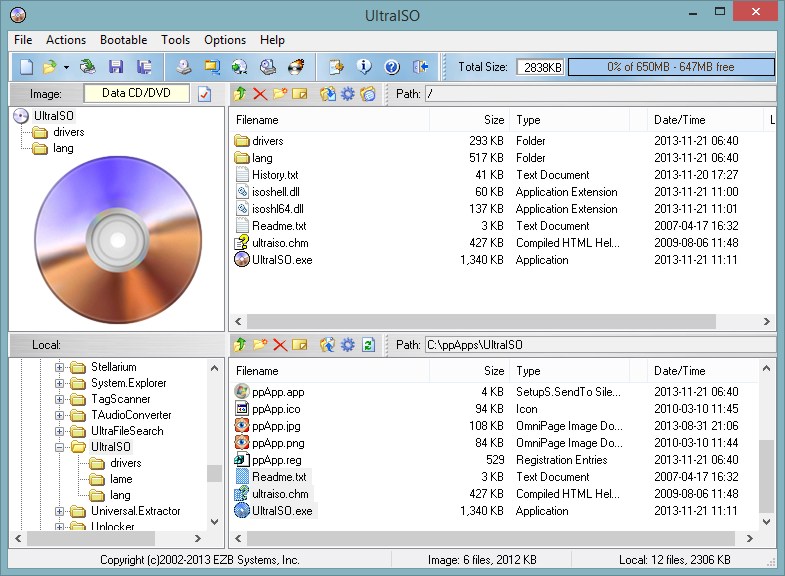 UltraISO
File Actions Bootable Tools Options Help
Total Size: 2838KB 0% of 650MB - 647MB free
Image: Data CD/DVD Path: /
UltraISO
drivers
lang
Filename Size Type Date/Time L
drivers 293 KB Folder 2013-11-21 06:40
lang 517 KB Folder 2013-11-21 06:40
History.txt 41 KB Text Document 2013-11-20 17:27
isoshell.dll 60 KB Application Extension 2013-11-21 11:00
isoshl64.dll 137 KB Application Extension 2013-11-21 11:01
Readme.txt 3 KB Text Document 2007-04-17 16:32
ultraiso.chm 427 KB Compiled HTML Hel... 2009-08-06 11:48
UltraISO.exe 1,340 KB Application 2013-11-21 11:11
Local: Path: C:\ppApps\UltraISO
Stellarium
System.Explorer
TagScanner
TAudioConverter
UltraFileSearch
UltraISO
drivers
lame
lang
Universal.Extractor
Unlocker
Filename Size Type Date/Time
ppApp.app 4 KB SetupS.SendTo Sile... 2013-11-21 06:40
ppApp.ico 94 KB Icon 2010-03-10 11:45
ppApp.jpg 108 KB OmniPage Image Do... 2013-08-31 21:06
ppApp.png 84 KB OmniPage Image Do... 2010-03-10 11:44
ppApp.reg 529 Registration Entries 2013-11-21 06:40
Readme.txt 3 KB Text Document 2007-04-17 16:32
ultraiso.chm 427 KB Compiled HTML Hel... 2009-08-06 11:48
UltraISO.exe 1,340 KB Application 2013-11-21 11:11
Copyright (c)2002-2013 EZB Systems, Inc. Image: 6 files, 2012 KB Local: 12 files, 2306 KB